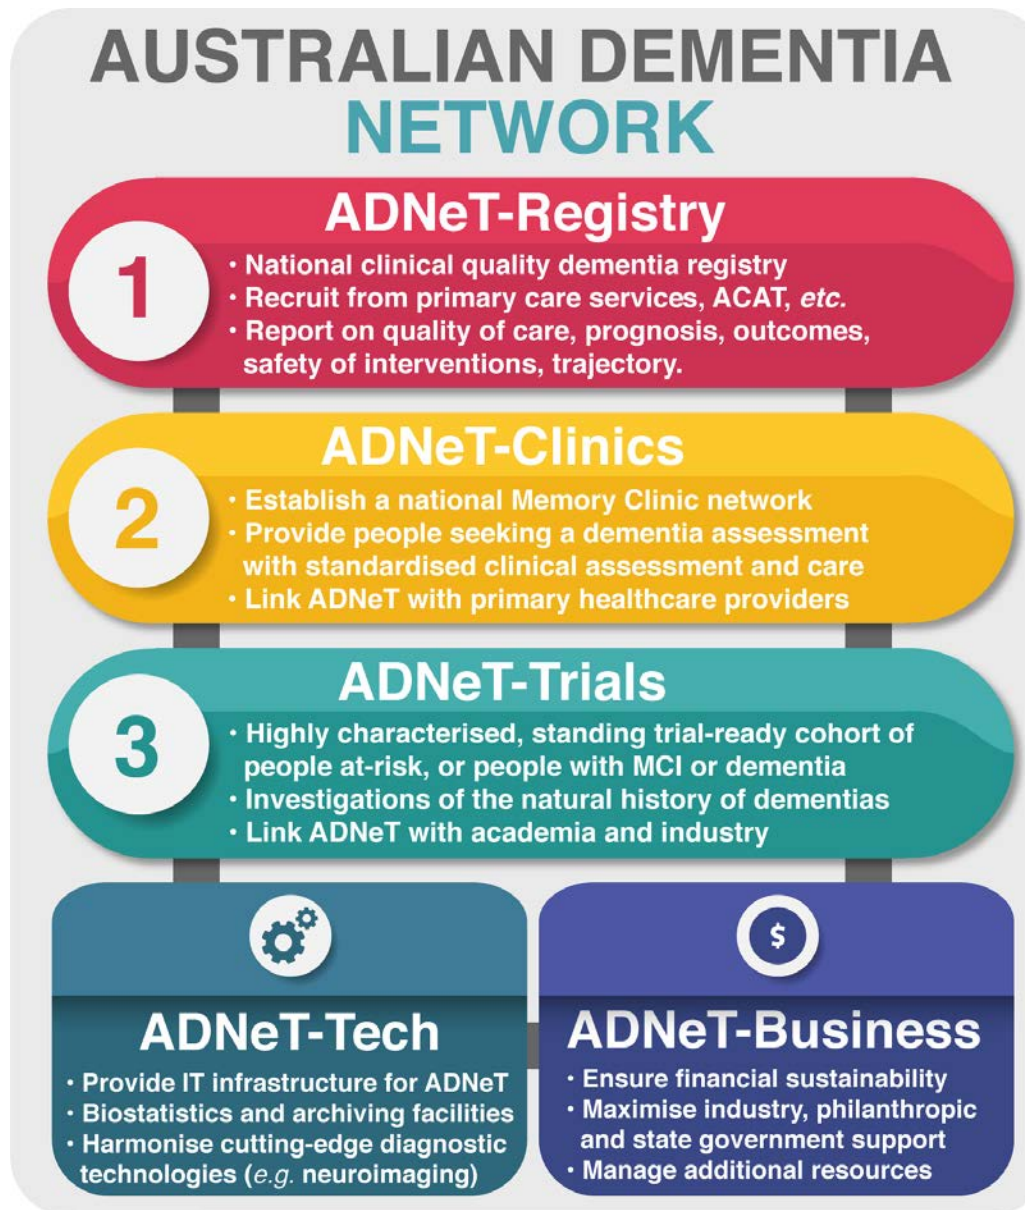 AUSTRALIAN DEMENTIA
NETWORK
1
ADNeT-Registry
• National clinical quality dementia registry
• Recruit from primary care services, ACAT, etc.
• Report on quality of care, prognosis, outcomes,
safety of interventions, trajectory.
2
ADNeT-Clinics
• Establish a national Memory Clinic network
• Provide people seeking a dementia assessment
with standardised clinical assessment and care
• Link ADNeT with primary healthcare providers
3
ADNeT-Trials
• Highly characterised, standing trial-ready cohort of
people at-risk, or people with MCI or dementia
• Investigations of the natural history of dementias
• Link ADNeT with academia and industry
ADNeT-Tech
• Provide IT infrastructure for ADNeT
• Biostatistics and archiving facilities
• Harmonise cutting-edge diagnostic
technologies (e.g. neuroimaging)
$
ADNeT-Business
• Ensure financial sustainability
• Maximise industry, philanthropic
and state government support
• Manage additional resources